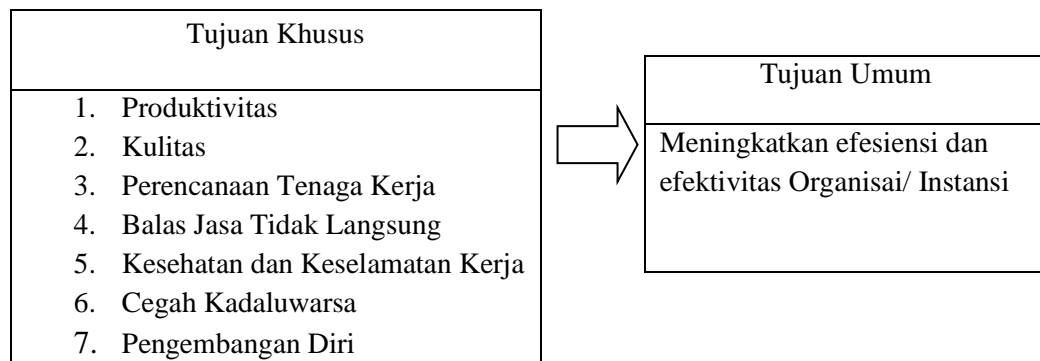 Tujuan Khusus
1. Produktivitas
2. Kulitas
3. Perencanaan Tenaga Kerja
4. Balas Jasa Tidak Langsung
5. Kesehatan dan Keselamatan Kerja
6. Cegah Kadaluwarsa
7. Pengembangan Diri
Tujuan Umum
Meningkatkan efesiensi dan
efektivitas Organisai/ Instansi